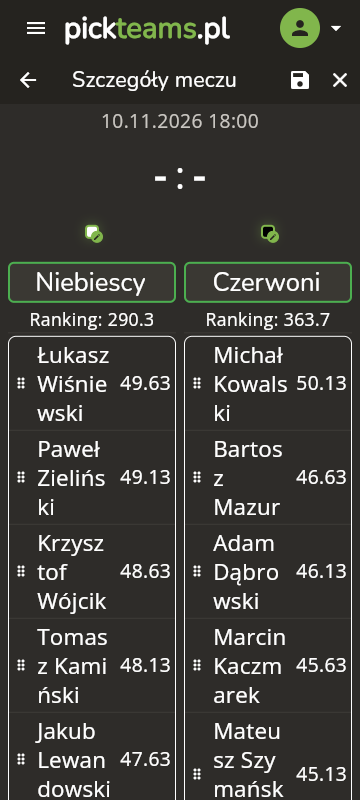 pickteams.pl
Szczegóły meczu
10.11.2026 18:00
- : -
Niebiescy
Czerwoni
Ranking: 290.3
Ranking: 363.7
Łukasz
Wiśnie
wski
49.63
Michał
Kowals
ki
50.13
Paweł
Zielińs
ki
49.13
Bartos
z
Mazur
46.63
Krzysz
tof
Wójcik
48.63
Adam
Dąbro
wski
46.13
Tomas
z Kami
ński
48.13
Marcin
Kaczm
arek
45.63
Jakub
Lewan
dowski
47.63
Mateu
sz Szy
mańsk
45.13